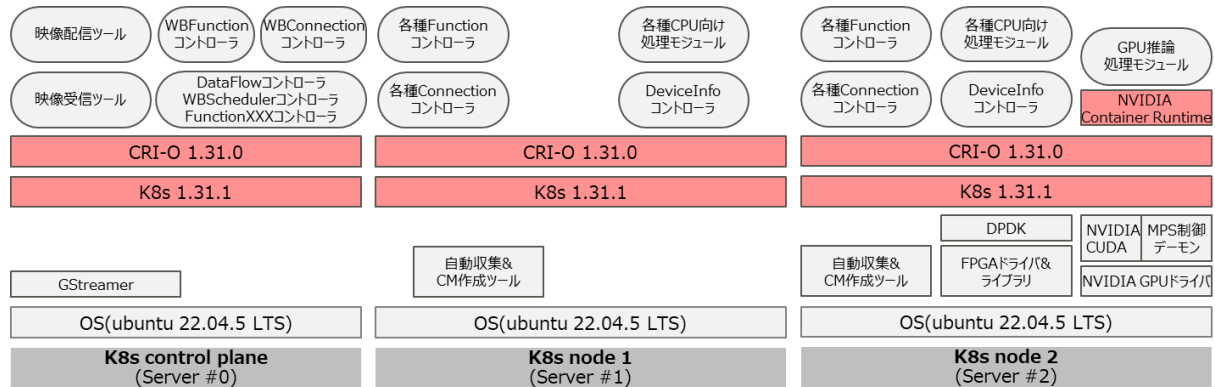 映像配信ツール
WBFunction
コントローラ
WBConnection
コントローラ
映像受信ツール
DataFlowコントローラ
WBSchedulerコントローラ
FunctionXXXコントローラ
CRI-O 1.31.0
K8s 1.31.1
GStreamer
OS(ubuntu 22.04.5 LTS)
K8s control plane
(Server #0)
各種Function
コントローラ
各種CPU向け
処理モジュール
各種Connection
コントローラ
DeviceInfo
コントローラ
CRI-O 1.31.0
K8s 1.31.1
自動収集&
CM作成ツール
OS(ubuntu 22.04.5 LTS)
K8s node 1
(Server #1)
各種Function
コントローラ
各種CPU向け
処理モジュール
GPU推論
処理モジュール
各種Connection
コントローラ
DeviceInfo
コントローラ
NVIDIA
Container Runtime
CRI-O 1.31.0
K8s 1.31.1
DPDK
NVIDIA
CUDA
MPS制御
デーモン
自動収集&
CM作成ツール
FPGAドライバ&
ライブラリ
NVIDIA GPUドライバ
OS(ubuntu 22.04.5 LTS)
K8s node 2
(Server #2)